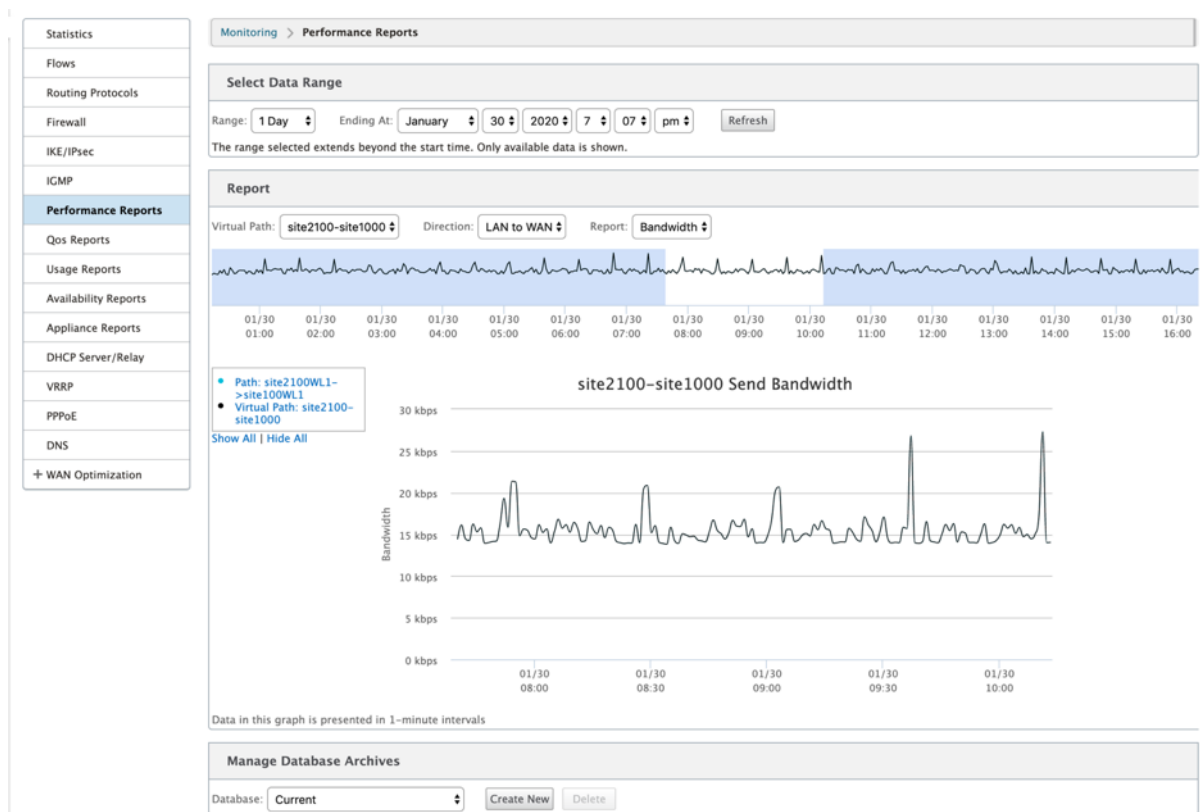 Statistics
Flows
Routing Protocols
Firewall
IKE/IPsec
IGMP
Performance Reports
Qos Reports
Usage Reports
Availability Reports
Appliance Reports
DHCP Server/Relay
VRRP
PPPoE
DNS
+ WAN Optimization
Monitoring > Performance Reports
Select Data Range
Range: 1 Day Ending At: January 30 2020 7 07 pm Refresh
The range selected extends beyond the start time. Only available data is shown.
Report
Virtual Path: site2100-site1000 Direction: LAN to WAN Report: Bandwidth
01/30 01/30 01/30 01/30 01/30 01/30 01/30 01/30 01/30 01/30 01/30 01/30 01/30 01/30 01/30 01/30
01:00 02:00 03:00 04:00 05:00 06:00 07:00 08:00 09:00 10:00 11:00 12:00 13:00 14:00 15:00 16:00
Path: site2100WL1-
>site100WL1
Virtual Path: site2100-
site1000
Show All | Hide All
site2100-site1000 Send Bandwidth
30 kbps
25 kbps
20 kbps
15 kbps
10 kbps
5 kbps
0 kbps
Bandwidth
01/30 01/30 01/30 01/30 01/30
08:00 08:30 09:00 09:30 10:00
Data in this graph is presented in 1-minute intervals
Manage Database Archives
Database: Current Create New Delete